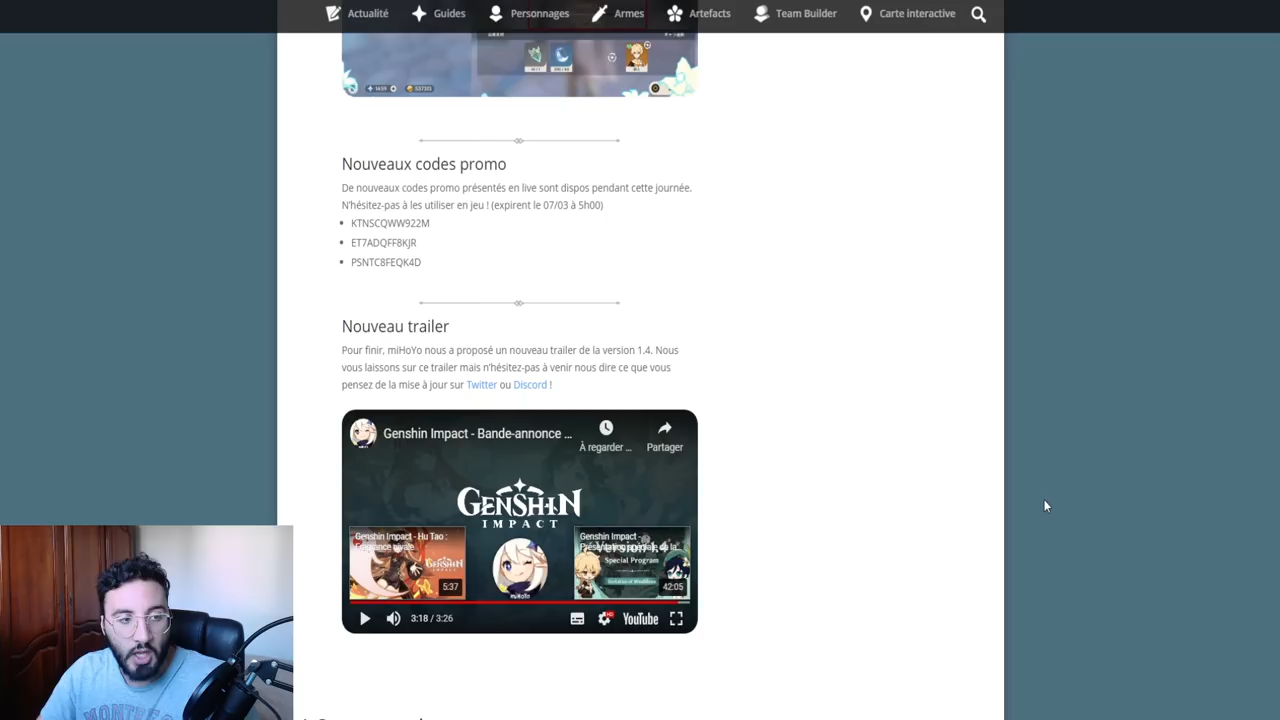 Actualité
Guides
Personnages
Armes
Artefacts
Team Builder
Carte interactive
Nouveaux codes promo
De nouveaux codes promo présentés en live sont dispos pendant cette journée.
N'hésitez-pas à les utiliser en jeu ! (expirent le 07/03 à 5h00)
• KTNSCQWW922M
• ET7ADQFF8KJR
• PSNTC8FEQK4D
Nouveau trailer
Pour finir, miHoYo nous a proposé un nouveau trailer de la version 1.4. Nous
vous laissons sur ce trailer mais n'hésitez-pas à venir nous dire ce que vous
pensez de la mise à jour sur Twitter ou Discord !
Genshin Impact - Bande-annonce ...
À regarder ...
Partager
GENSHIN
IMPACT
Genshin Impact - Hu Tao :
GENSHIN
IMPACT
5:37
miHoYo
Genshin Impact -
Special Program
42:05
3:18 / 3:26
HD
YouTube
MONTRE